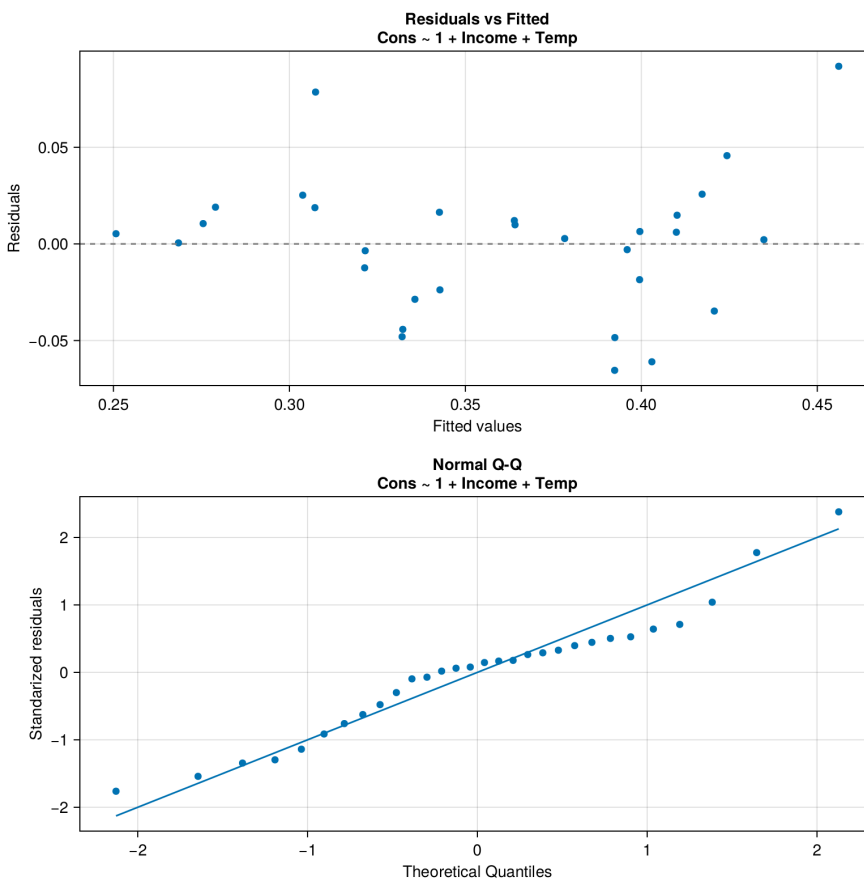 Residuals vs Fitted
Cons ~ 1 + Income + Temp
Residuals
0.05
0.00
−0.05
0.25 0.30 0.35 0.40 0.45
Fitted values
Normal Q-Q
Cons ~ 1 + Income + Temp
Standarized residuals
2
1
0
−1
−2
−2 −1 0 1 2
Theoretical Quantiles